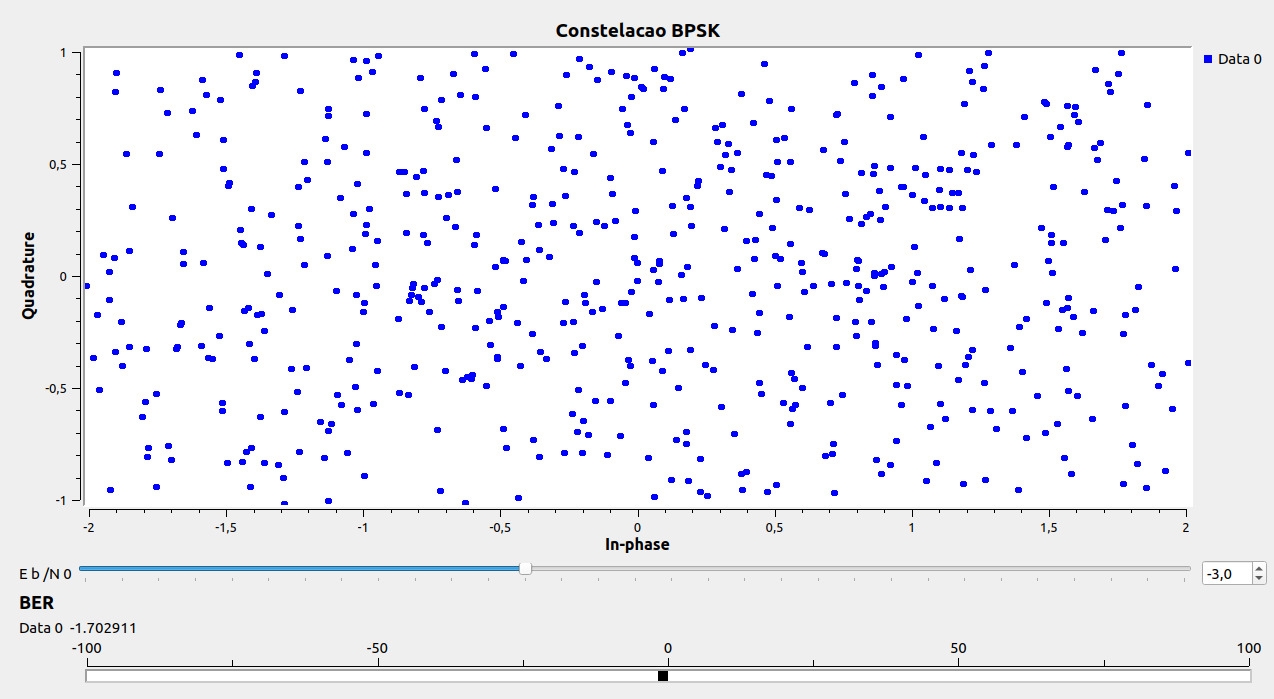 Constelacao BPSK
Data 0
Quadrature
1
0,5
0
-0,5
-1
-2
-1,5
-1
-0,5
0
0,5
1
1,5
2
In-phase
E b /N 0
-3,0
BER
Data 0 -1.702911
-100 -50 0 50 100